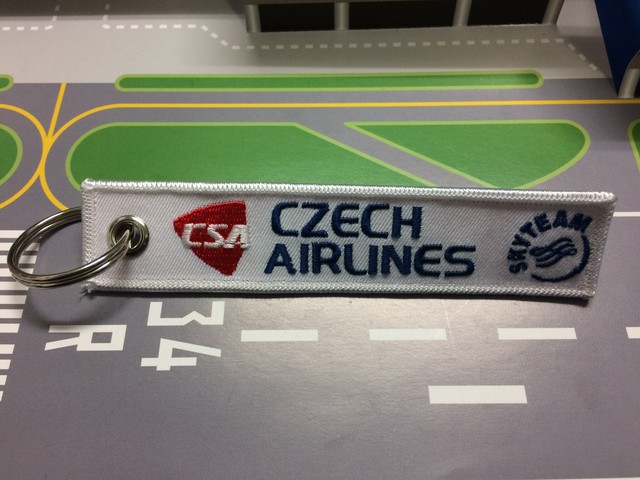 CSA
CZECH
AIRLINES
SKYTEAM
34
R